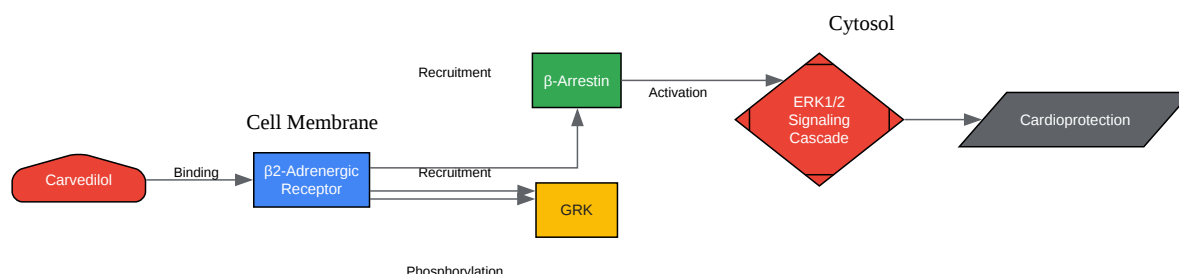 Cytosol
Recruitment
β-Arrestin
Activation
ERK1/2
Signaling
Cascade
Cardioprotection
Cell Membrane
Carvedilol
Binding
β2-Adrenergic
Receptor
Recruitment
GRK
Phosphorylation